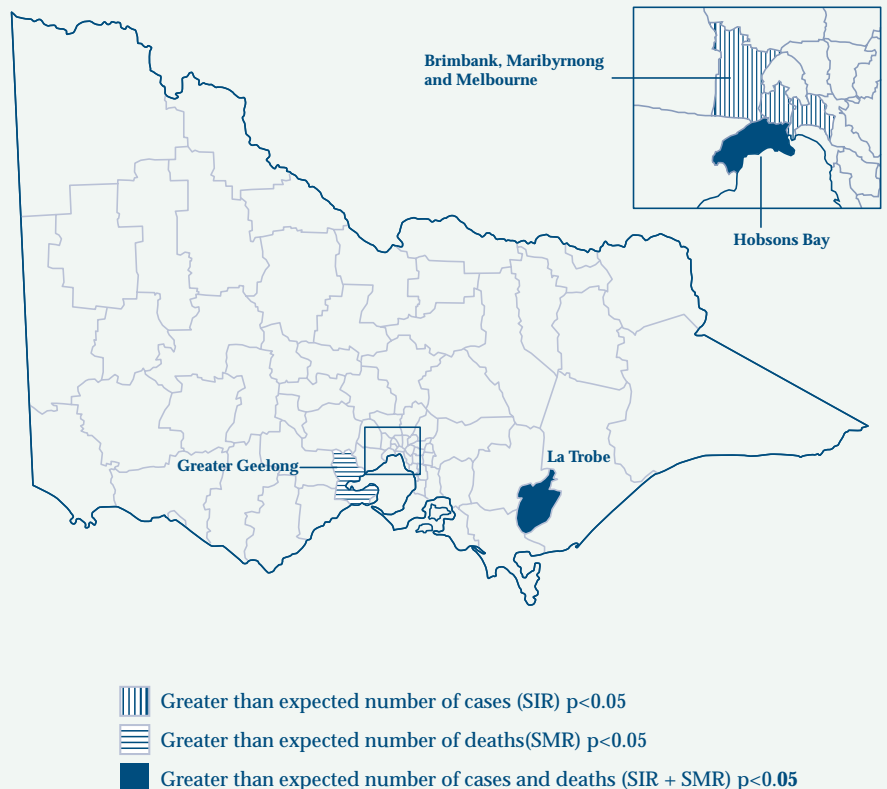 Brimbank, Maribyrnong
and Melbourne
Hobsons Bay
Greater Geelong
La Trobe
Greater than expected number of cases (SIR) p<0.05
Greater than expected number of deaths(SMR) p<0.05
Greater than expected number of cases and deaths (SIR + SMR) p<0.05